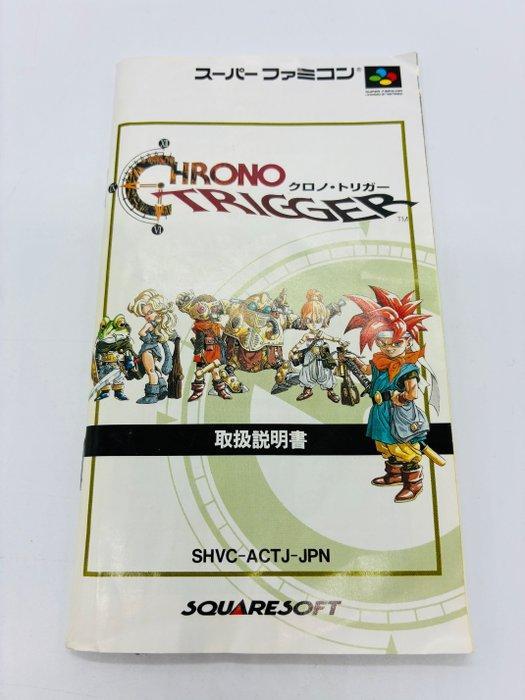 スーパーファミコン®
CHRONO
クロノ・トリガー
TRIGGER™
取扱説明書
SHVC-ACTJ-JPN
SQUARESOFT